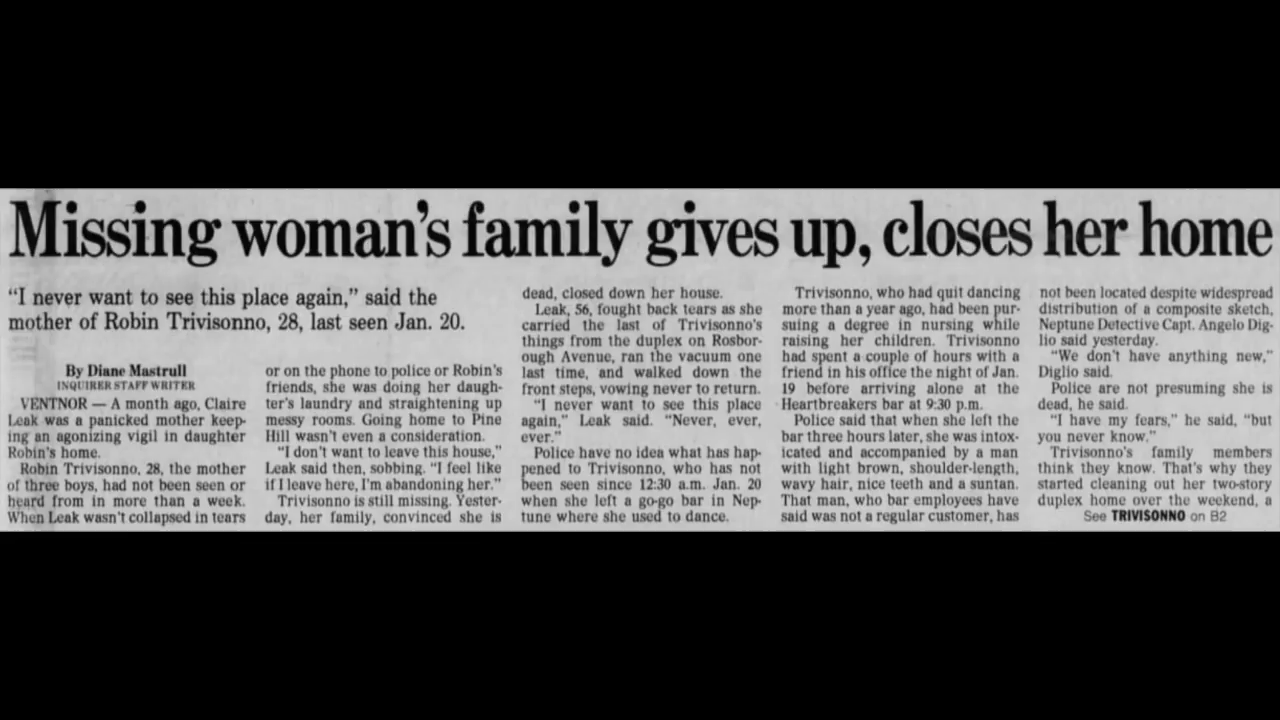 Missing woman's family gives up, closes her home
"I never want to see this place again," said the
mother of Robin Trivisonno, 28, last seen Jan. 20.
By Diane Mastrull
INQUIRER STAFF WRITER
VENTNOR — A month ago, Claire
Leak was a panicked mother keep-
ing an agonizing vigil in daughter
Robin's home.
Robin Trivisonno, 28, the mother
of three boys, had not been seen or
heard from in more than a week.
When Leak wasn't collapsed in tears
or on the phone to police or Robin's
friends, she was doing her daugh-
ter's laundry and straightening up
messy rooms. Going home to Pine
Hill wasn't even a consideration.
"I don't want to leave this house,"
Leak said then, sobbing. "I feel like
if I leave here, I'm abandoning her."
Trivisonno is still missing. Yester-
day, her family, convinced she is
dead, closed down her house.
Leak, 56, fought back tears as she
carried the last of Trivisonno's
things from the duplex on Rosbor-
ough Avenue, ran the vacuum one
last time, and walked down the
front steps, vowing never to return.
"I never want to see this place
again," Leak said. "Never, ever,
ever."
Police have no idea what has hap-
pened to Trivisonno, who has not
been seen since 12:30 a.m. Jan. 20
when she left a go-go bar in Nep-
tune where she used to dance.
Trivisonno, who had quit dancing
more than a year ago, had been pur-
suing a degree in nursing while
raising her children. Trivisonno
had spent a couple of hours with a
friend in his office the night of Jan.
19 before arriving alone at the
Heartbreakers bar at 9:30 p.m.
Police said that when she left the
bar three hours later, she was intox-
icated and accompanied by a man
with light brown, shoulder-length,
wavy hair, nice teeth and a suntan.
That man, who bar employees have
said was not a regular customer, has
not been located despite widespread
distribution of a composite sketch,
Neptune Detective Capt. Angelo Dig-
lio said yesterday.
"We don't have anything new,"
Diglio said.
Police are not presuming she is
dead, he said.
"I have my fears," he said, "but
you never know."
Trivisonno's family members
think they know. That's why they
started cleaning out her two-story
duplex home over the weekend, a
See TRIVISONNO on B2